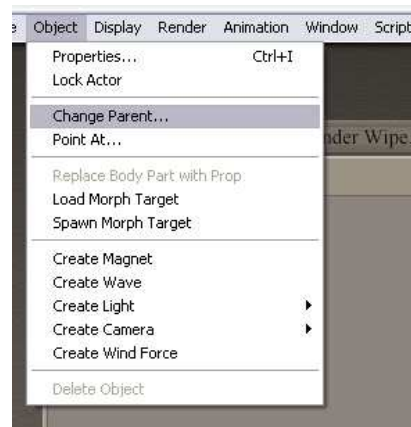 Object Display Render Animation Window Script
Properties... Ctrl+I
Lock Actor
Change Parent...
Point At...
Replace Body Part with Prop
Load Morph Target
Spawn Morph Target
Create Magnet
Create Wave
Create Light
Create Camera
Create Wind Force
Delete Object
Wipe.